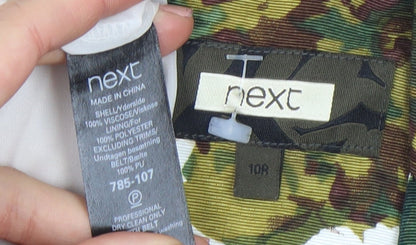 next
MADE IN CHINA
SHELL/Yderside
100% VISCOSE/Viskose
LINING/For
100% POLYESTER
EXCLUDING TRIMS/
Undtagen besætning
BELT/Bælte
100% PU
785-107
P
PROFESSIONAL
DRY CLEAN ONLY
next
10R